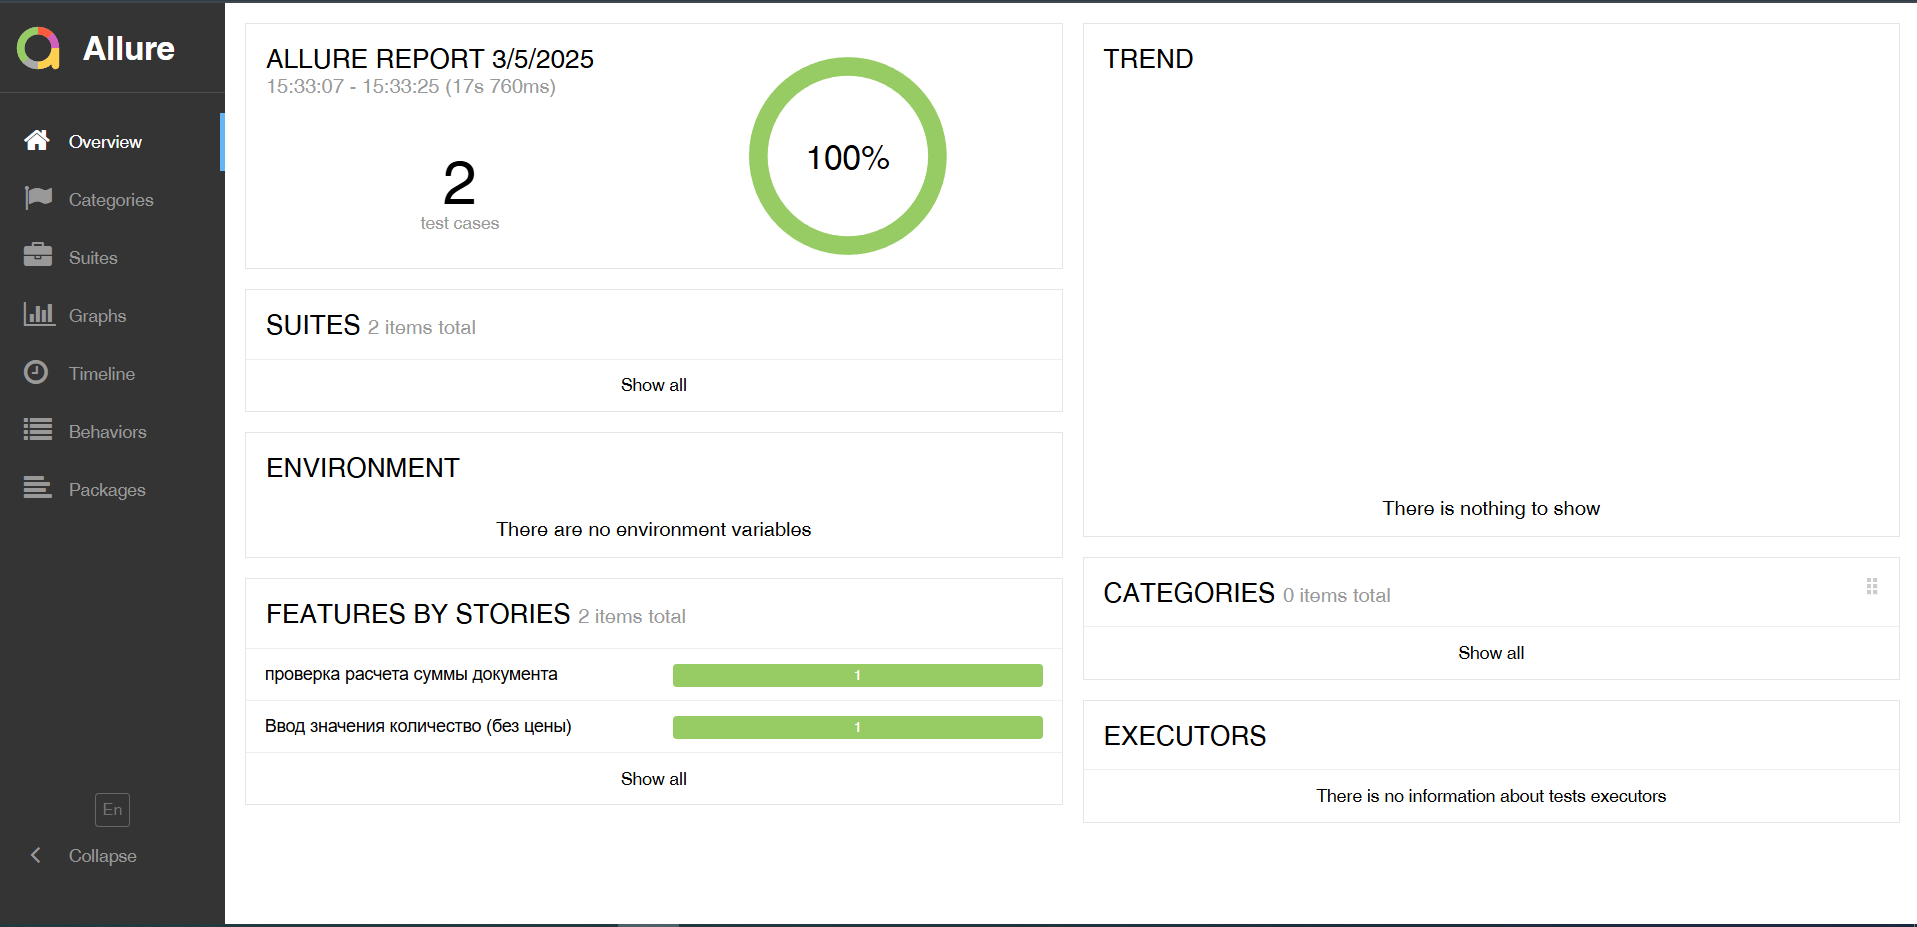 Allure
Overview
Categories
Suites
Graphs
Timeline
Behaviors
Packages
En
Collapse
ALLURE REPORT 3/5/2025
15:33:07 - 15:33:25 (17s 760ms)
2
test cases
100%
SUITES 2 items total
Show all
ENVIRONMENT
There are no environment variables
FEATURES BY STORIES 2 items total
проверка расчета суммы документа 1
Ввод значения количество (без цены) 1
Show all
TREND
There is nothing to show
CATEGORIES 0 items total
Show all
EXECUTORS
There is no information about tests executors